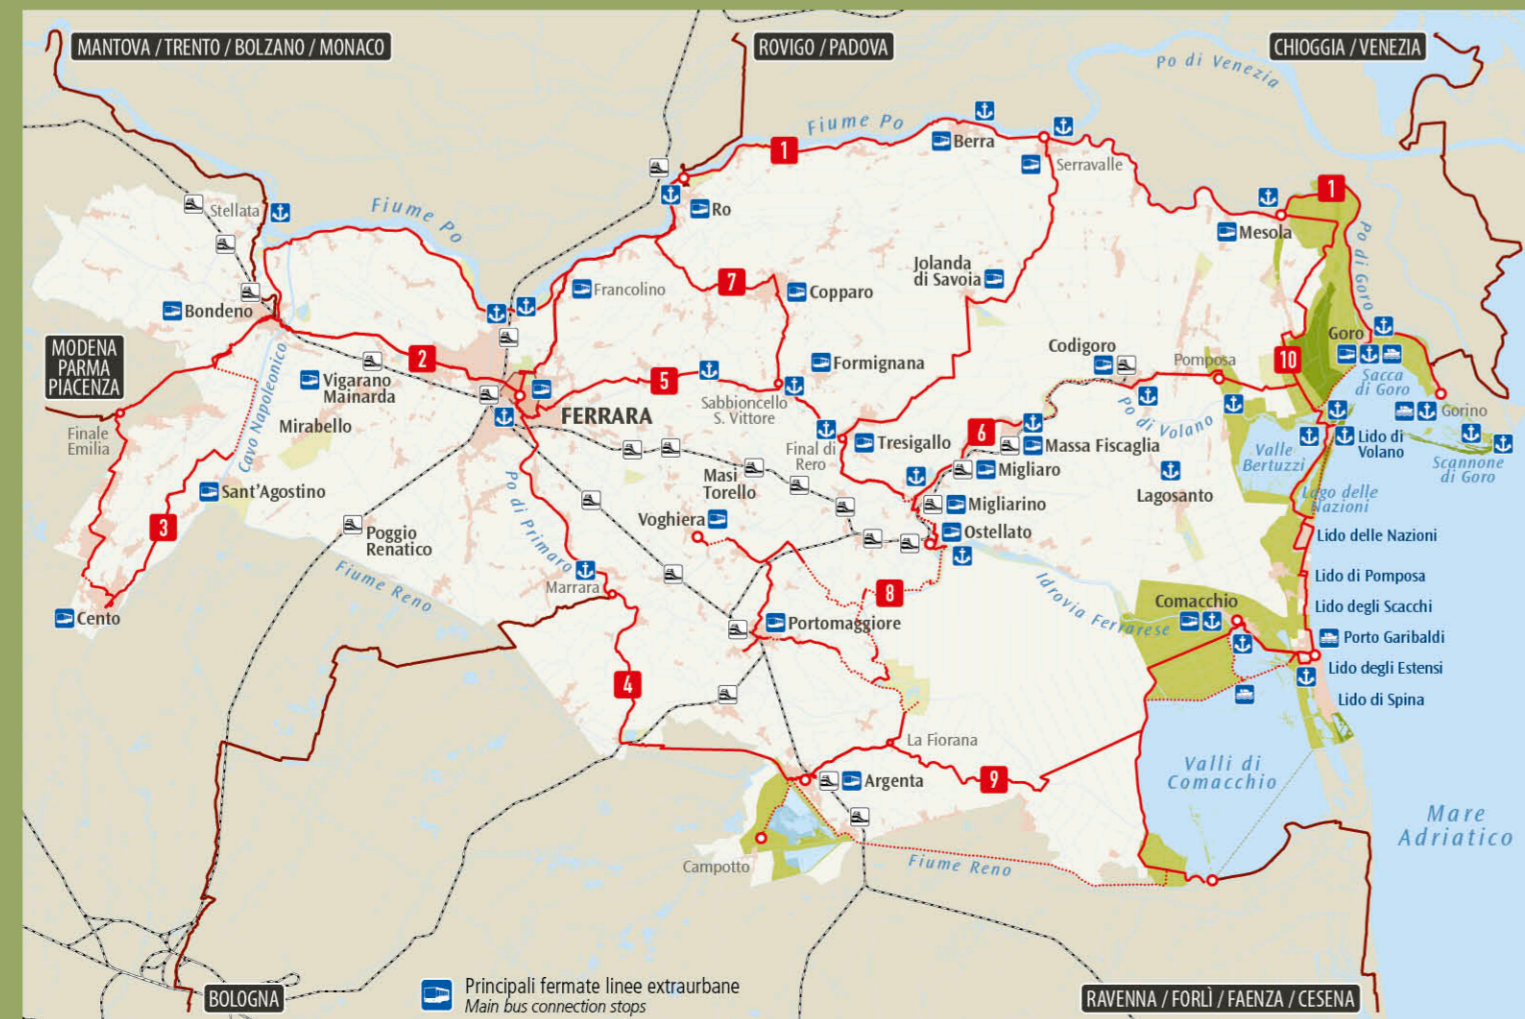 MANTOVA / TRENTO / BOLZANO / MONACO
ROVIGO / PADOVA
CHIOGGIA / VENEZIA
Po di Venezia
Fiume Po
1
Berra
Serravalle
Stellata
Fiume Po
Ro
1
Mesola
Po di Goro
7
Francolino
Copparo
Jolanda
di Savoia
Bondeno
MODENA
PARMA
PIACENZA
2
Cavo Napoleonico
Vigarano
Mainarda
Mirabello
5
Formignana
Codigoro
Pomposa
10
Goro
Sacca
di Goro
Gorino
FERRARA
Sabbioncello
S. Vittore
Po di Volano
Finale
Emilia
Final di
Rero
Tresigallo
6
Massa Fiscaglia
Migliaro
Valle
Bertuzzi
Lido di
Volano
Scannone
di Goro
Sant'Agostino
Po di Primaro
Masi
Torello
Lagosanto
Lago delle
Nazioni
3
Poggio
Renatico
Voghiera
Migliarino
Ostellato
Lido delle Nazioni
Fiume Reno
Marrara
8
Idrovia Ferrarese
Lido di Pomposa
Comacchio
Lido degli Scacchi
Cento
Portomaggiore
Porto Garibaldi
Lido degli Estensi
4
Lido di Spina
La Fiorana
Argenta
9
Valli di
Comacchio
Mare
Adriatico
Campotto
Fiume Reno
BOLOGNA
Principali fermate linee extraurbane
Main bus connection stops
RAVENNA / FORLÌ / FAENZA / CESENA